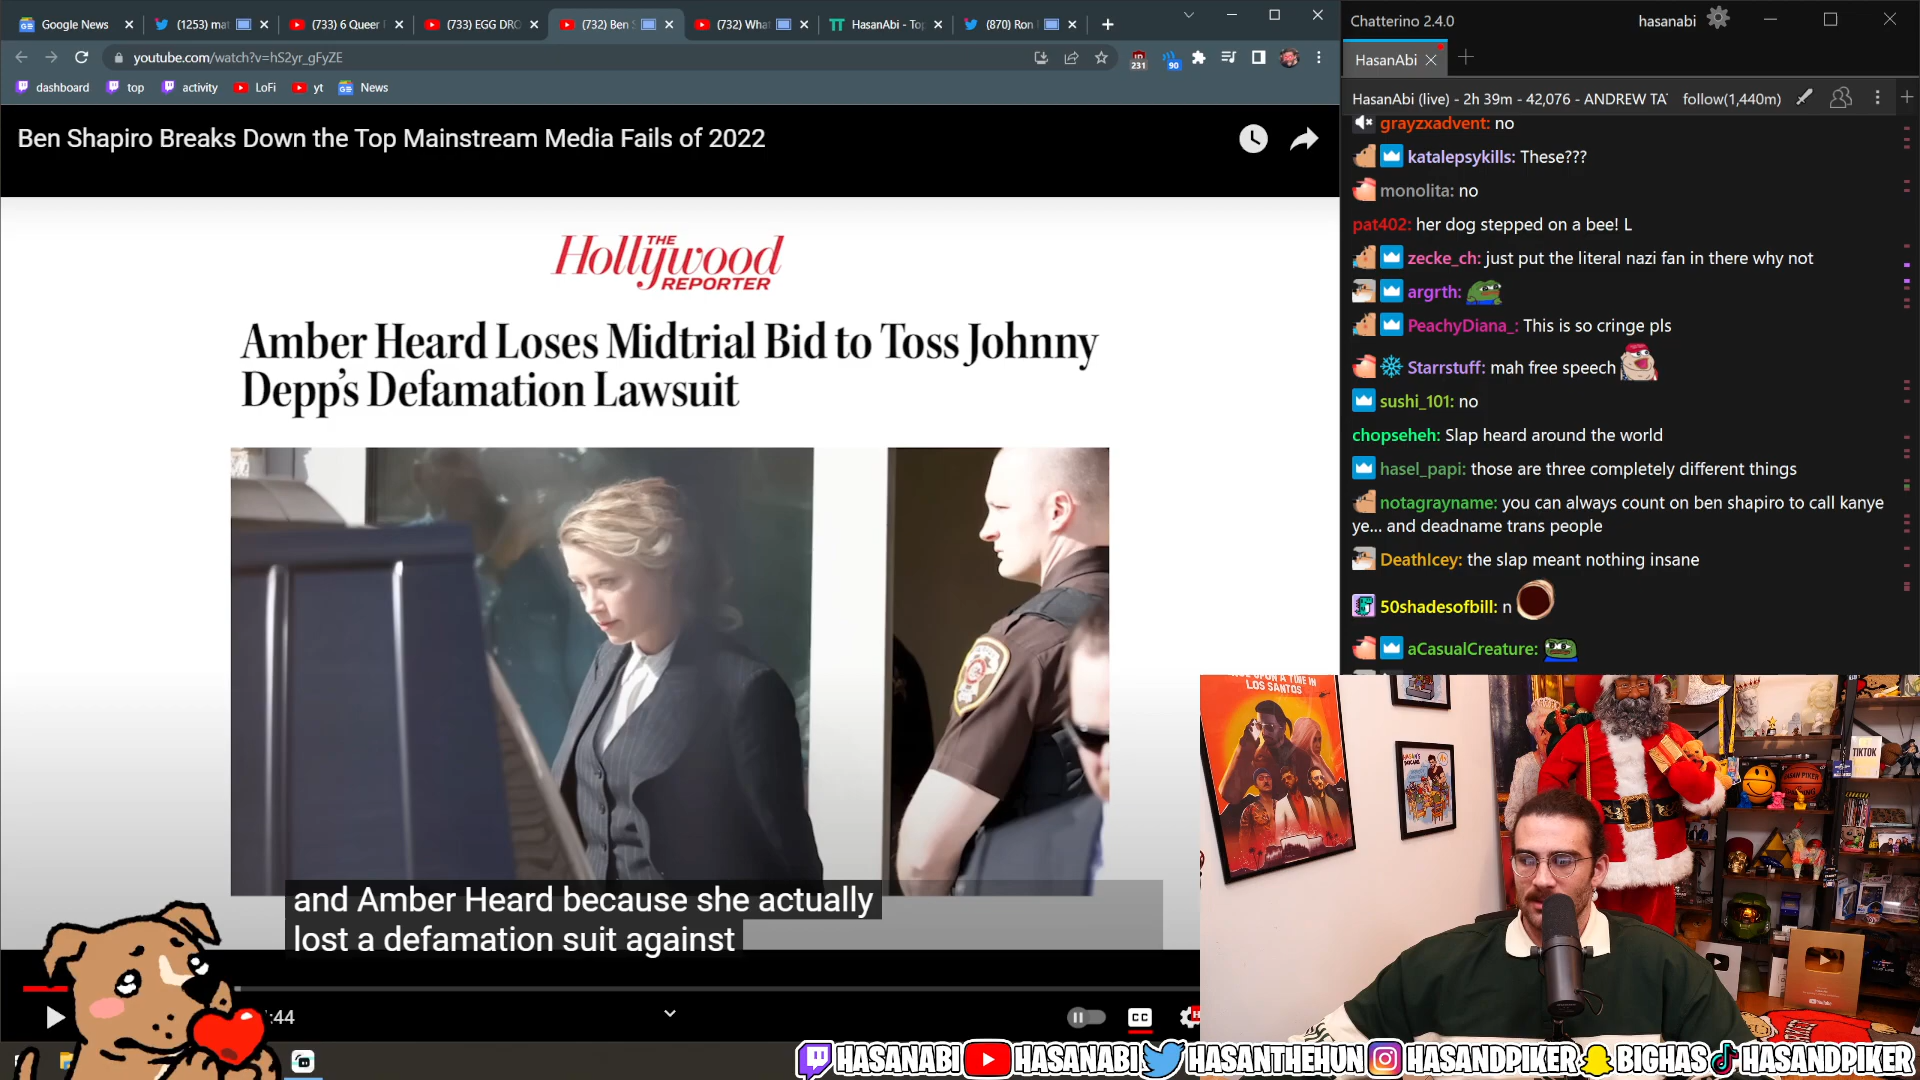 Google News
(1253) ma
(733) 6 Queer
(733) EGG DRO
(732) Ben S
(732) What
HasanAbi - To
(870) Ron
youtube.com/watch?v=hS2yr_gFyZE
231
90
dashboard
top
activity
LoFi
yt
News
Ben Shapiro Breaks Down the Top Mainstream Media Fails of 2022
THE
Hollywood
REPORTER
Amber Heard Loses Midtrial Bid to Toss Johnny
Depp's Defamation Lawsuit
and Amber Heard because she actually
lost a defamation suit against
:44
CC
Chatterino 2.4.0
hasanabi
HasanAbi
HasanAbi (live) - 2h 39m - 42,076 - ANDREW TA
follow(1,440m)
grayzxadvent: no
katalepsykills: These???
monolita: no
pat402: her dog stepped on a bee! L
zecke_ch: just put the literal nazi fan in there why not
argrth:
PeachyDiana_: This is so cringe pls
Starrstuff: mah free speech
sushi_101: no
chopseheh: Slap heard around the world
hasel_papi: those are three completely different things
notagrayname: you can always count on ben shapiro to call kanye
ye... and deadname trans people
DeathIcey: the slap meant nothing insane
50shadesofbill: n
aCasualCreature:
LOS SANTOS
TIKTOK
HASANABI
HASANABI
HASANTHEHUN
HASANDPIKER
BIGHAS
HASANDPIKER